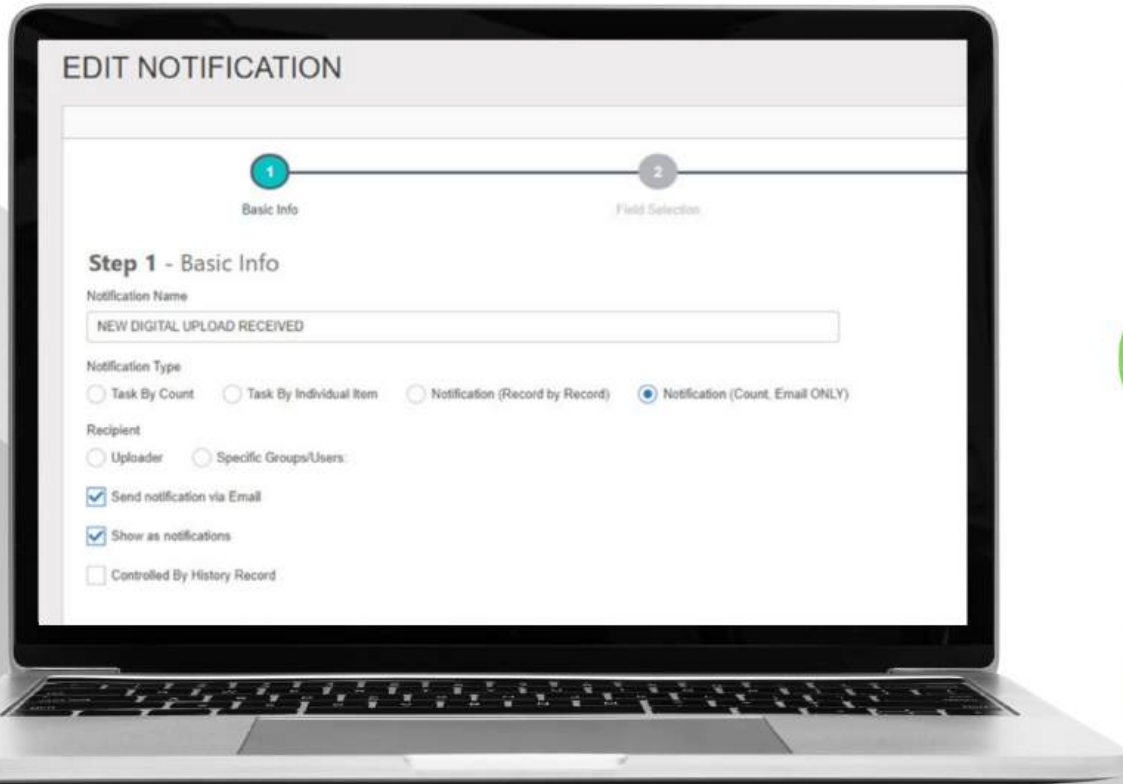 EDIT NOTIFICATION
1
2
Basic Info
Field Selection
Step 1 - Basic Info
Notification Name
NEW DIGITAL UPLOAD RECEIVED
Notification Type
Task By Count
Task By Individual Item
Notification (Record by Record)
Notification (Count, Email ONLY)
Recipient
Uploader
Specific Groups/Users:
Send notification via Email
Show as notifications
Controlled By History Record